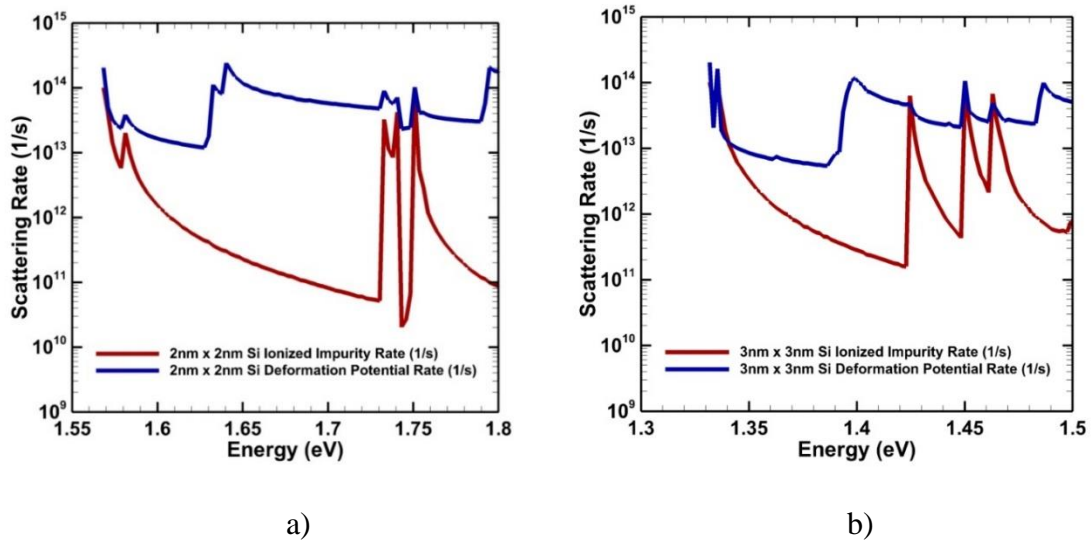 10^15
10^14
10^13
10^12
10^11
10^10
10^9
Scattering Rate (1/s)
2nm x 2nm Si Ionized Impurity Rate (1/s)
2nm x 2nm Si Deformation Potential Rate (1/s)
1.55 1.6 1.65 1.7 1.75 1.8
Energy (eV)
a)
10^15
10^14
10^13
10^12
10^11
10^10
10^9
Scattering Rate (1/s)
3nm x 3nm Si Ionized Impurity Rate (1/s)
3nm x 3nm Si Deformation Potential Rate (1/s)
1.3 1.35 1.4 1.45 1.5
Energy (eV)
b)